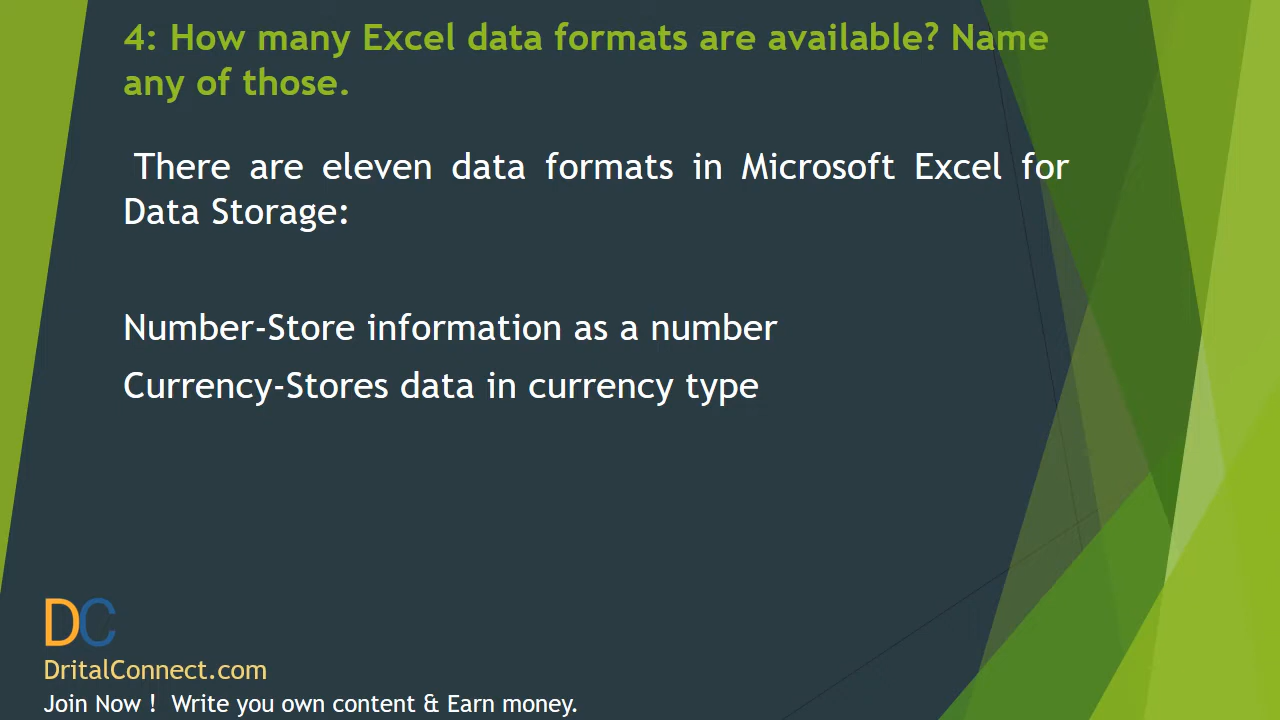 4: How many Excel data formats are available? Name
any of those.
There are eleven data formats in Microsoft Excel for
Data Storage:
Number-Store information as a number
Currency-Stores data in currency type
DC
DritalConnect.com
Join Now ! Write you own content & Earn money.